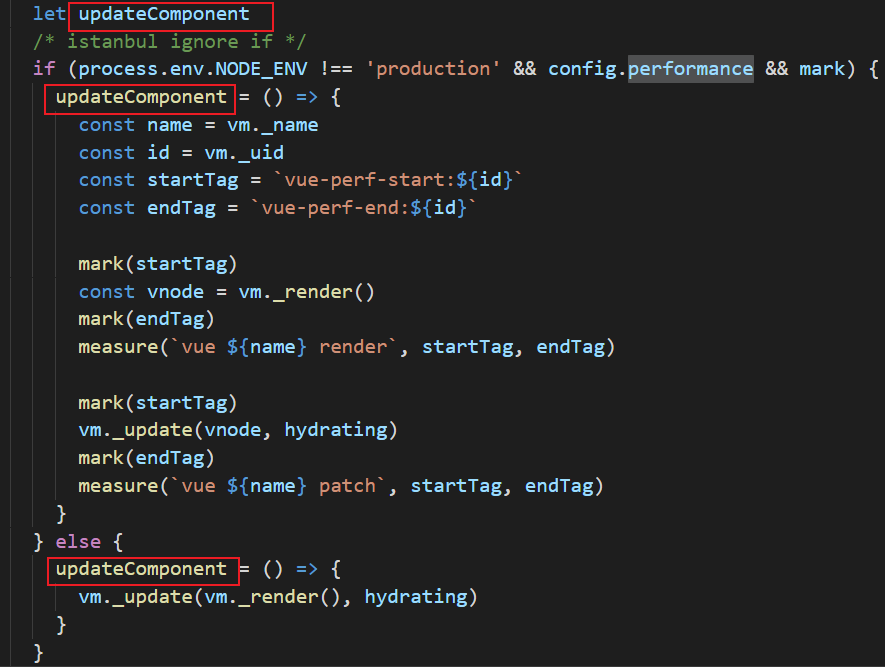 let updateComponent
/* istanbul ignore if */
if (process.env.NODE_ENV !== 'production' && config.performance && mark) {
updateComponent = () => {
const name = vm._name
const id = vm._uid
const startTag = `vue-perf-start:${id}`
const endTag = `vue-perf-end:${id}`
mark(startTag)
const vnode = vm._render()
mark(endTag)
measure(`vue ${name} render`, startTag, endTag)
mark(startTag)
vm._update(vnode, hydrating)
mark(endTag)
measure(`vue ${name} patch`, startTag, endTag)
}
} else {
updateComponent = () => {
vm._update(vm._render(), hydrating)
}
}